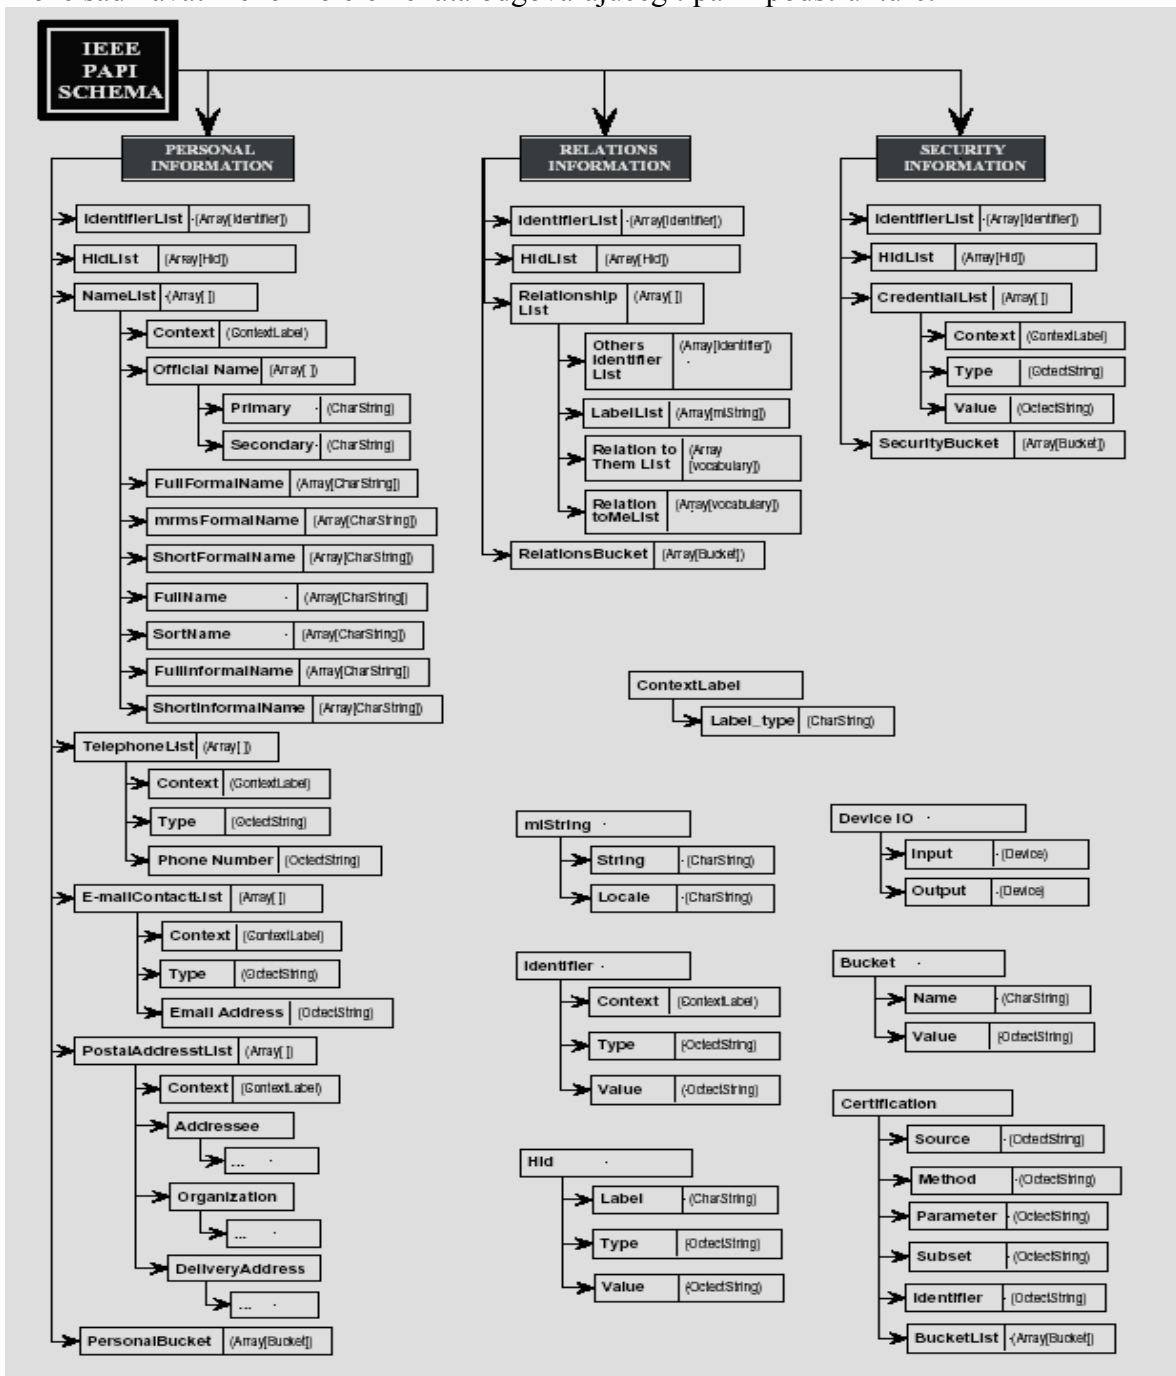 IEEE
PAPI
SCHEMA
PERSONAL
INFORMATION
IdentifierList (Array[Identifier])
HidList (Array[Hid])
NameList (Array[ ])
Context (ContextLabel)
Official Name (Array[ ])
Primary (CharString)
Secondary (CharString)
FullFormalName (Array[CharString])
mrmsFormalName (Array[CharString])
ShortFormalName (Array[CharString])
FullName (Array[CharString])
SortName (Array[CharString])
FullInformalName (Array[CharString])
ShortInformalName (Array[CharString])
TelephoneList (Array[ ])
Context (ContextLabel)
Type (OctectString)
Phone Number (OctectString)
E-mailContactList (Array[ ])
Context (ContextLabel)
Type (OctectString)
Email Address (OctectString)
PostalAddresstList (Array[ ])
Context (ContextLabel)
Addressee
...
Organization
...
DeliveryAddress
...
PersonalBucket (Array[Bucket])
RELATIONS
INFORMATION
IdentifierList (Array[Identifier])
HidList (Array[Hid])
Relationship (Array[ ])
List
Others (Array[Identifier])
Identifier
List
LabelList (Array[mlString])
Relation to (Array
Them List [vocabulary])
Relation (Array[vocabulary])
toMeList
RelationsBucket (Array[Bucket])
SECURITY
INFORMATION
IdentifierList (Array[Identifier])
HidList (Array[Hid])
CredentialList (Array[ ])
Context (ContextLabel)
Type (OctectString)
Value (OctectString)
SecurityBucket (Array[Bucket])
ContextLabel
Label_type (CharString)
mlString
String (CharString)
Locale (CharString)
Identifier
Context (ContextLabel)
Type (OctectString)
Value (OctectString)
Hid
Label (CharString)
Type (OctectString)
Value (OctectString)
Device IO
Input (Device)
Output (Device)
Bucket
Name (CharString)
Value (OctectString)
Certification
Source (OctectString)
Method (OctectString)
Parameter (OctectString)
Subset (OctectString)
Identifier (OctectString)
BucketList (Array[Bucket])